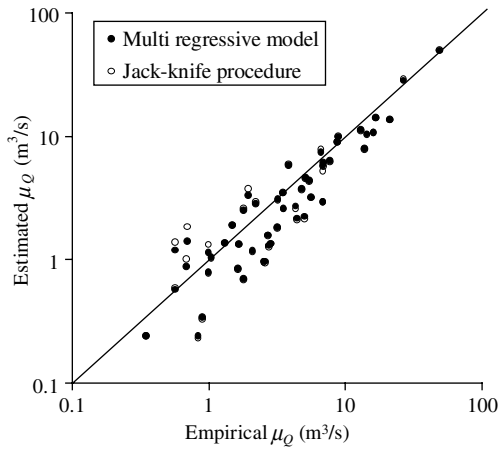 100
● Multi regressive model
○ Jack-knife procedure
10
Estimated μQ (m³/s)
1
0.1
0.1 1 10 100
Empirical μQ (m³/s)